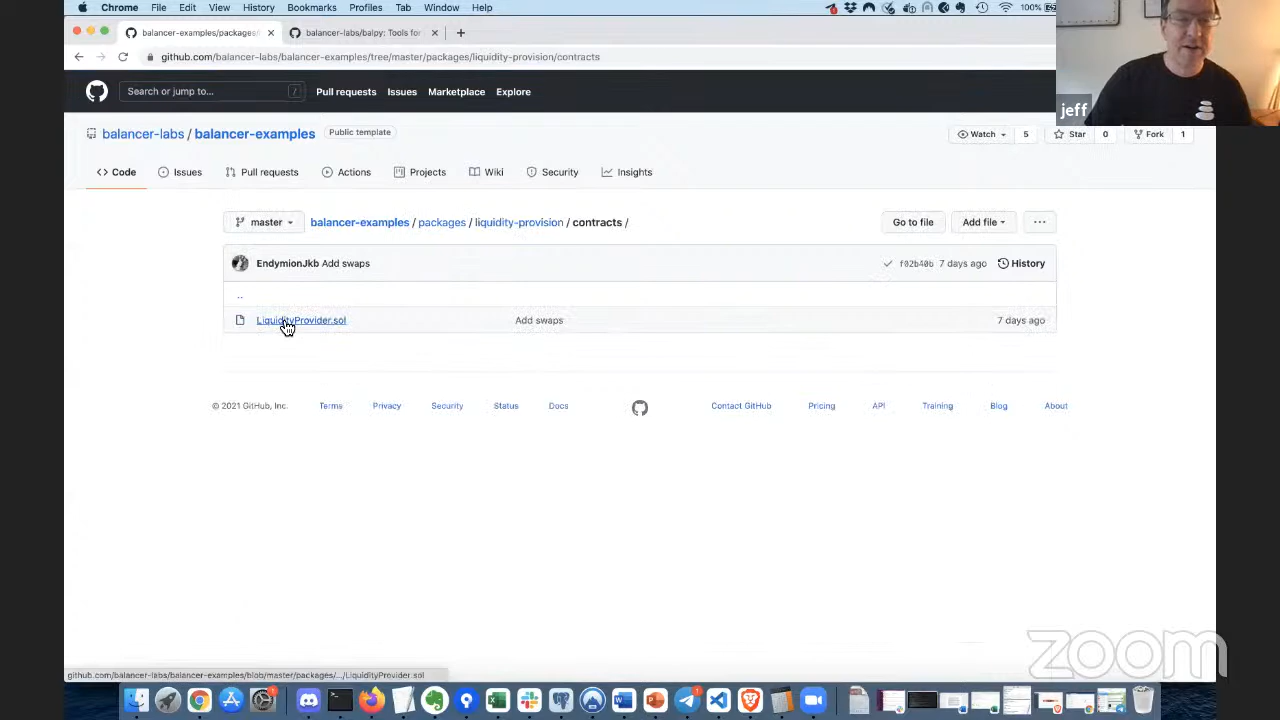 Chrome File Edit View History Bookmarks Profiles Tab Window Help 100%
balancer-examples/packages/ balancer-labs/balpy: Tools for
github.com/balancer-labs/balancer-examples/tree/master/packages/liquidity-provision/contracts
jeff
Search or jump to... / Pull requests Issues Marketplace Explore
balancer-labs / balancer-examples Public template Watch 5 Star 0 Fork 1
Code Issues Pull requests Actions Projects Wiki Security Insights
master balancer-examples / packages / liquidity-provision / contracts / Go to file Add file ...
EndymionJkb Add swaps f02b40b 7 days ago History
..
LiquidityProvider.sol Add swaps 7 days ago
© 2021 GitHub, Inc. Terms Privacy Security Status Docs Contact GitHub Pricing API Training Blog About
zoom
github.com/balancer-labs/balancer-examples/blob/master/packages/.../LiquidityProvider.sol